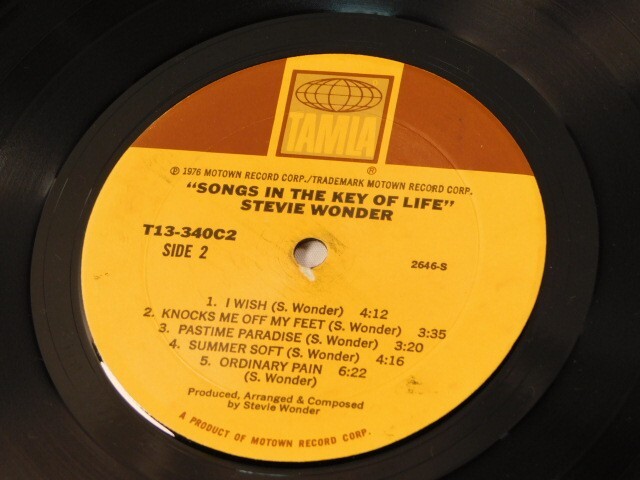 TAMLA ®
℗ 1976 MOTOWN RECORD CORP./TRADEMARK MOTOWN RECORD CORP.
"SONGS IN THE KEY OF LIFE"
STEVIE WONDER
T13-340C2
SIDE 2
2646-S
1. I WISH (S. Wonder) 4:12
2. KNOCKS ME OFF MY FEET (S. Wonder) 3:35
3. PASTIME PARADISE (S. Wonder) 3:20
4. SUMMER SOFT (S. Wonder) 4:16
5. ORDINARY PAIN 6:22
(S. Wonder)
Produced, Arranged & Composed
by Stevie Wonder
A PRODUCT OF MOTOWN RECORD CORP.